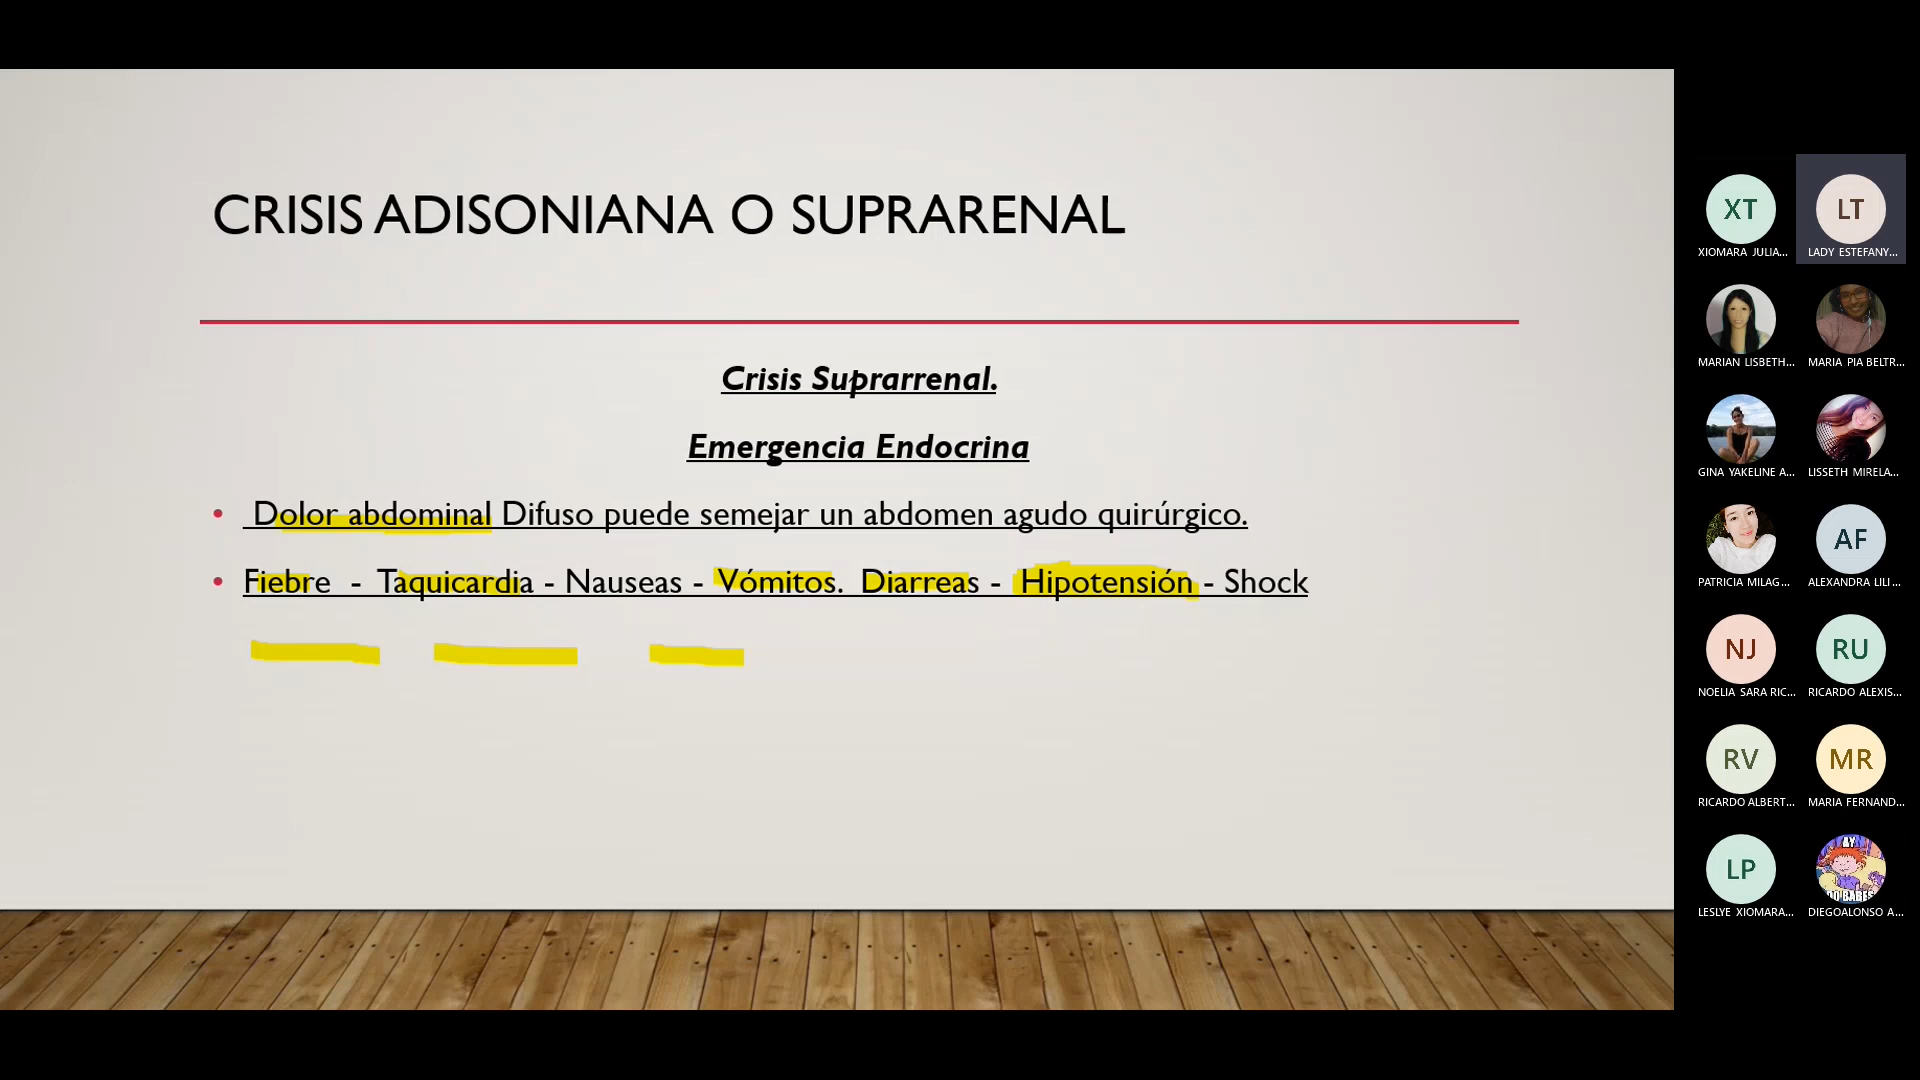 CRISIS ADISONIANA O SUPRARENAL
Crisis Suprarrenal.
Emergencia Endocrina
• Dolor abdominal Difuso puede semejar un abdomen agudo quirúrgico.
• Fiebre - Taquicardia - Nauseas - Vómitos. Diarreas - Hipotensión - Shock
XT
XIOMARA JULIA...
LT
LADY ESTEFANY...
MARIAN LISBETH...
MARIA PIA BELTR...
GINA YAKELINE A...
LISSETH MIRELA...
PATRICIA MILAG...
AF
ALEXANDRA LILI...
NJ
NOELIA SARA RIC...
RU
RICARDO ALEXIS...
RV
RICARDO ALBERT...
MR
MARIA FERNAND...
LP
LESLYE XIOMARA...
AY
DIEGOALONSO A...